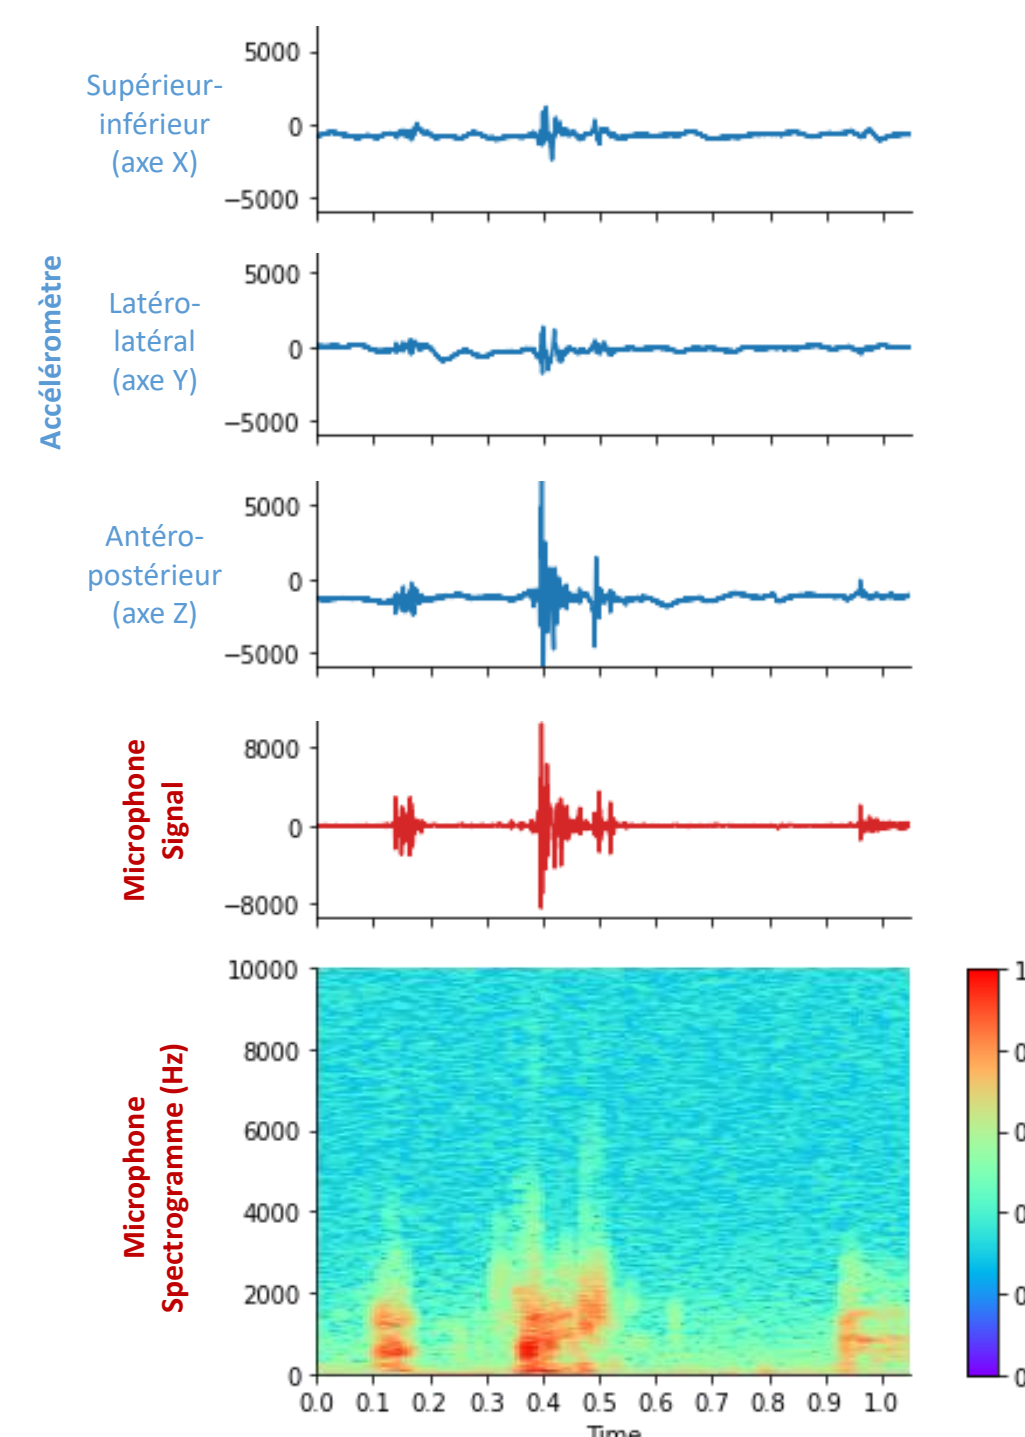 5000
Supérieur-
inférieur
(axe X)
0
−5000
Accéléromètre
5000
Latéro-
latéral
(axe Y)
0
−5000
5000
Antéro-
postérieur
(axe Z)
0
−5000
Microphone
Signal
8000
0
−8000
Microphone
Spectrogramme (Hz)
10000
8000
6000
4000
2000
0
0.0 0.1 0.2 0.3 0.4 0.5 0.6 0.7 0.8 0.9 1.0
Time